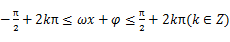 −π/2 + 2kπ ≤ ωx + φ ≤ π/2 + 2kπ(k ∈ Z)